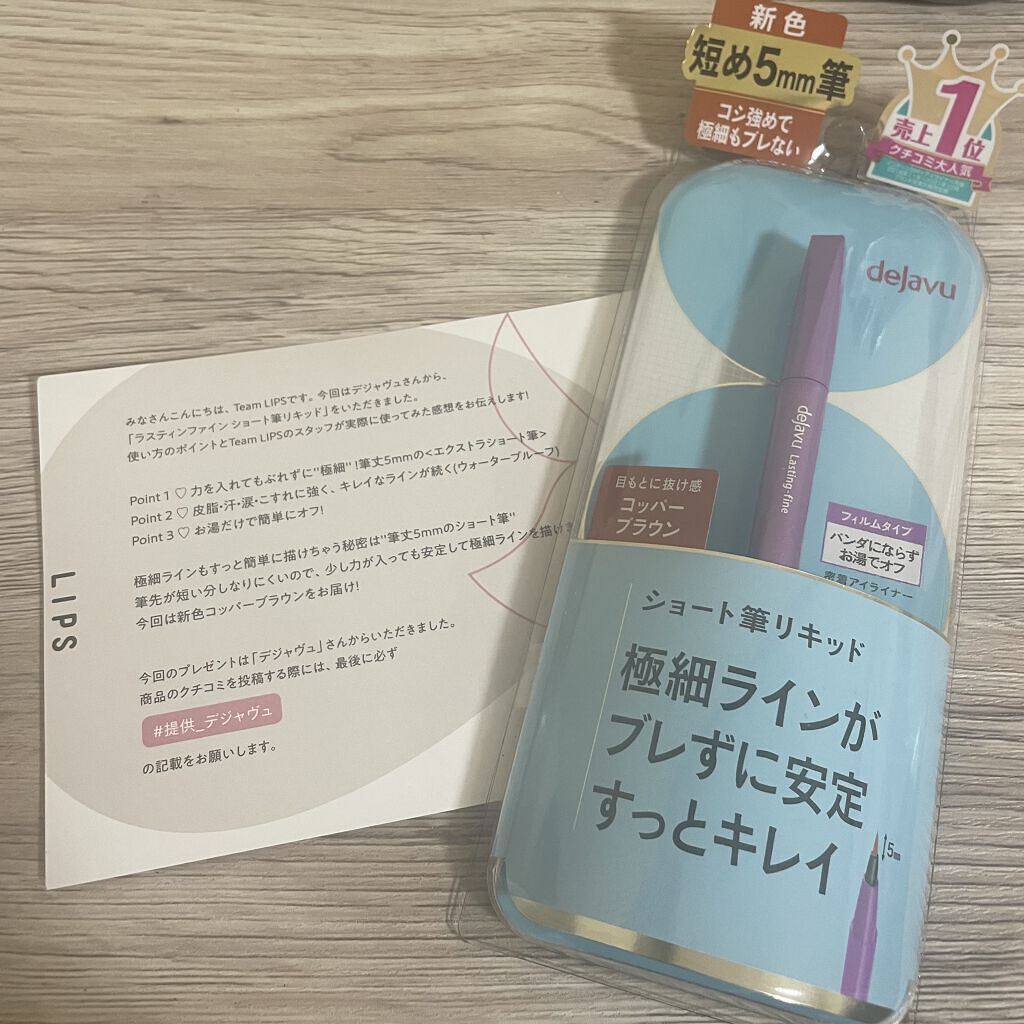 みなさんこんにちは、Team LIPSです。今回はデジャヴュさんから、
「ラスティンファイン ショート筆リキッド」をいただきました。
使い方のポイントとTeam LIPSのスタッフが実際に使ってみた感想をお伝えします!
Point 1 ♡ 力を入れてもぶれずに"極細"!筆丈5mmの<エクストラショート筆>
Point 2 ♡ 皮脂・汗・涙・こすれに強く、キレイなラインが続く(ウォータープルーフ)
Point 3 ♡ お湯だけで簡単にオフ!
極細ラインもすっと簡単に描けちゃう秘密は"筆丈5mmのショート筆"
筆先が短い分しなりにくいので、少し力が入っても安定して極細ラインを描け
今回は新色コッパーブラウンをお届け!
今回のプレゼントは「デジャヴュ」さんからいただきました。
商品のクチコミを投稿する際には、最後に必ず
#提供_デジャヴュ
の記載をお願いします。
LIPS
新色
短め5mm筆
コシ強めで
極細もブレない
売上1位
クチコミ大人気
dejavu
dejavu Lasting-fine
目もとに抜け感
コッパー
ブラウン
フィルムタイプ
パンダにならず
お湯でオフ
密着アイライナー
ショート筆リキッド
極細ラインが
ブレずに安定
すっとキレイ
5mm